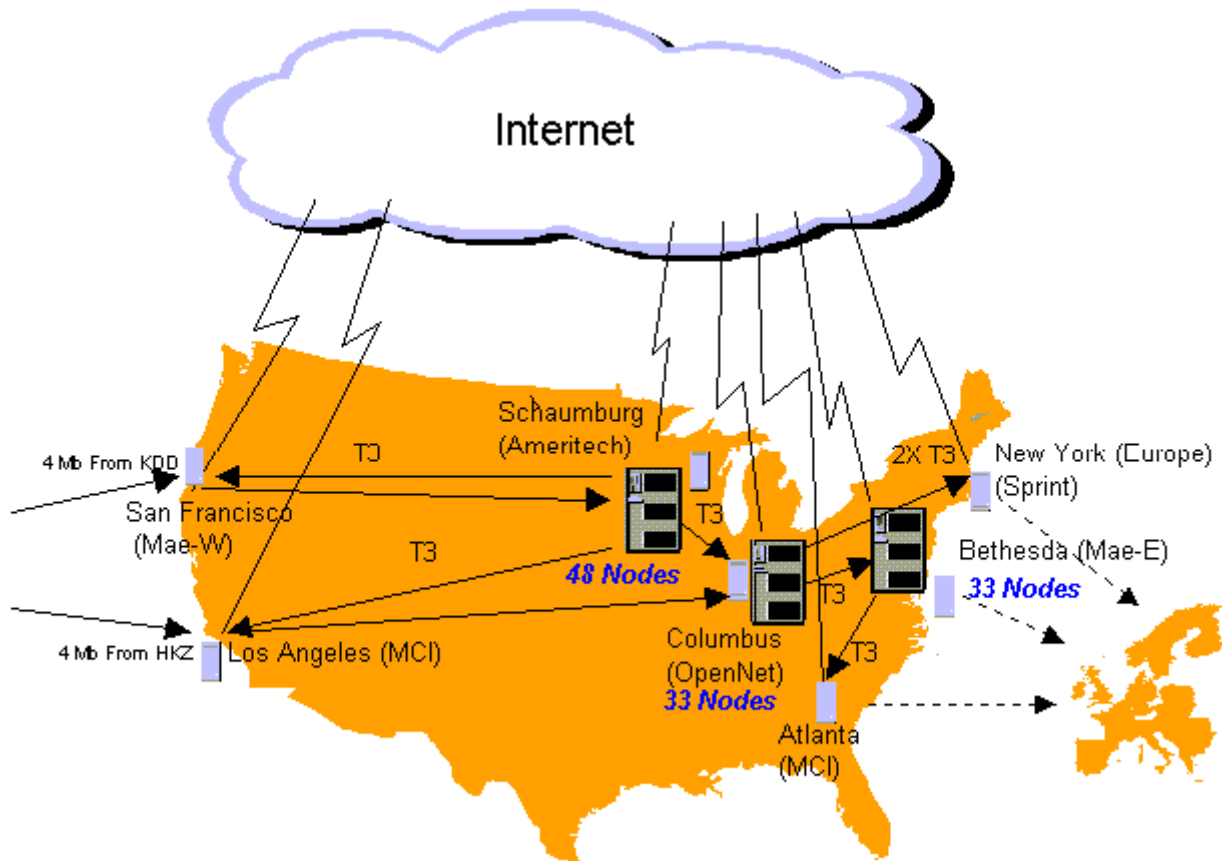 Internet
Schaumburg
(Ameritech)
T3
2X T3
New York (Europe)
(Sprint)
4 Mb From KDD
San Francisco
(Mae-W)
T3
T3
48 Nodes
Bethesda (Mae-E)
33 Nodes
T3
4 Mb From HKZ
Los Angeles (MCI)
Columbus
(OpenNet)
33 Nodes
T3
Atlanta
(MCI)